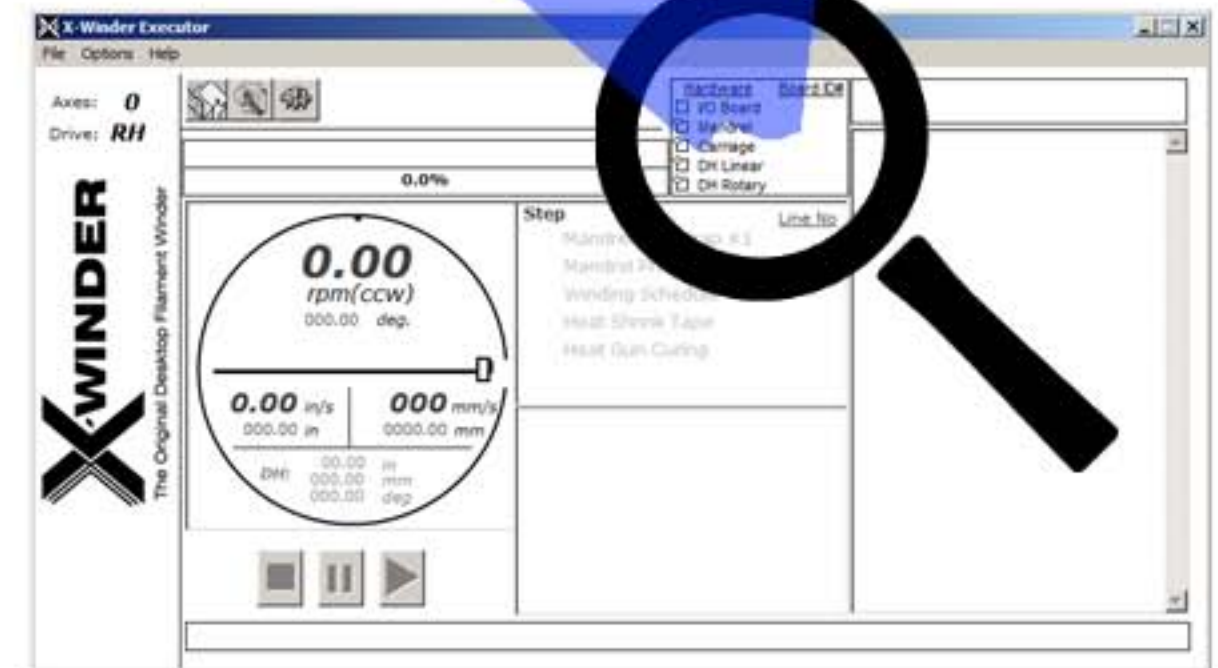 X-Winder Executor
File Options Help
Axes: 0
Drive: RH
X-WINDER
The Original Desktop Filament Winder
Hardware Board ID#
I/O Board
Mandrel
Carriage
DH Linear
DH Rotary
0.0%
0.00
rpm(ccw)
000.00 deg.
0.00 in/s 000 mm/s
000.00 in 0000.00 mm
DH: 00.00 in
000.00 mm
000.00 deg
Step Line No
Mandrel #1
Mandrel
Winding Schedule
Heat Shrink Tape
Heat Gun Curing